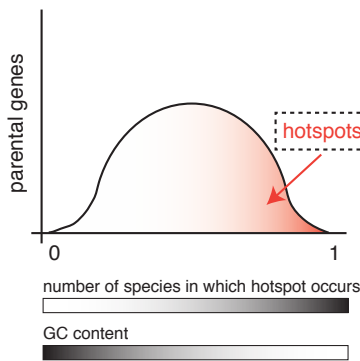 parental genes
hotspots
0 1
number of species in which hotspot occurs
GC content